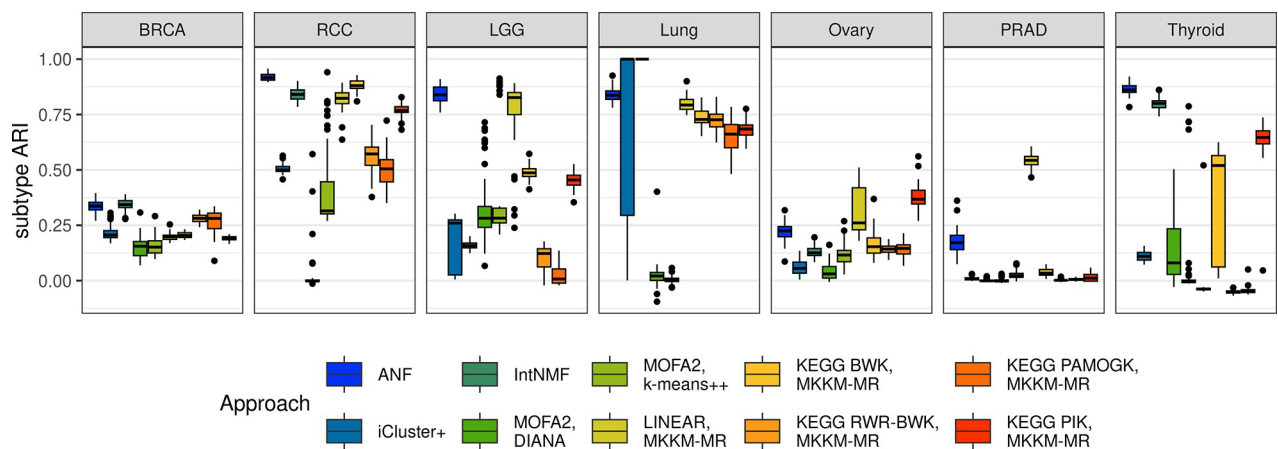 BRCA RCC LGG Lung Ovary PRAD Thyroid
subtype ARI
1.00
0.75
0.50
0.25
0.00
Approach
ANF
iCluster+
IntNMF
MOFA2,
DIANA
MOFA2,
k-means++
LINEAR,
MKKM-MR
KEGG BWK,
MKKM-MR
KEGG RWR-BWK,
MKKM-MR
KEGG PAMOGK,
MKKM-MR
KEGG PIK,
MKKM-MR